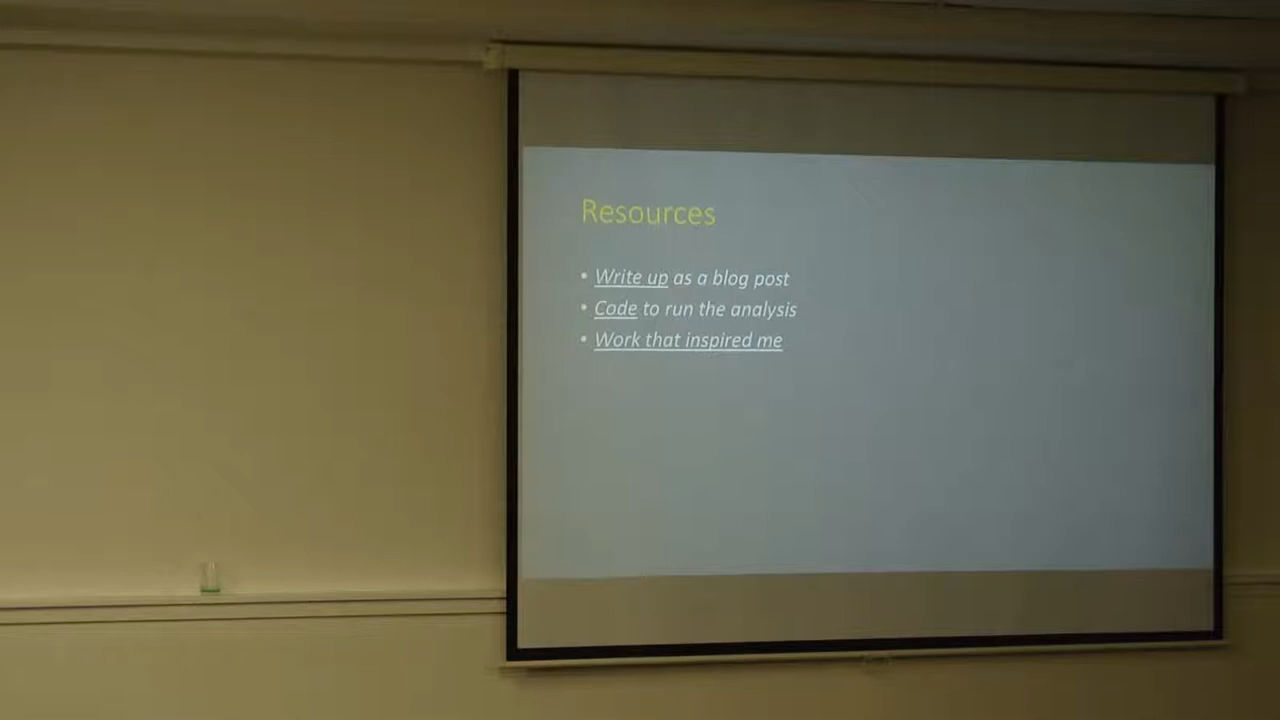 Resources
• Write up as a blog post
• Code to run the analysis
• Work that inspired me